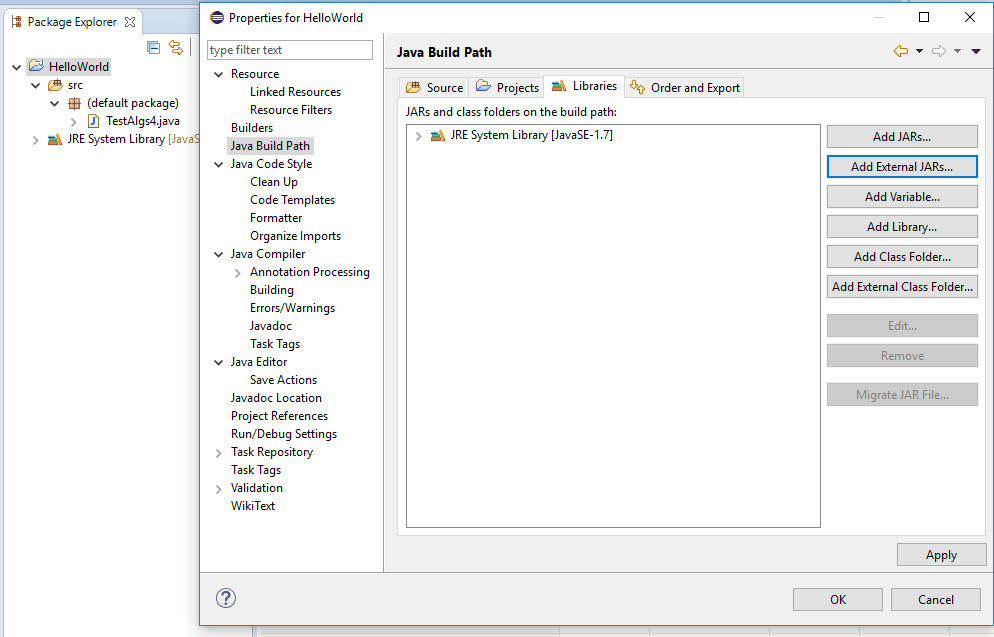 Package Explorer
HelloWorld
src
(default package)
TestAlgs4.java
JRE System Library [JavaS
Properties for HelloWorld
type filter text
Resource
Linked Resources
Resource Filters
Builders
Java Build Path
Java Code Style
Clean Up
Code Templates
Formatter
Organize Imports
Java Compiler
Annotation Processing
Building
Errors/Warnings
Javadoc
Task Tags
Java Editor
Save Actions
Javadoc Location
Project References
Run/Debug Settings
Task Repository
Task Tags
Validation
WikiText
Java Build Path
Source Projects Libraries Order and Export
JARs and class folders on the build path:
JRE System Library [JavaSE-1.7]
Add JARs...
Add External JARs...
Add Variable...
Add Library...
Add Class Folder...
Add External Class Folder...
Edit...
Remove
Migrate JAR File...
Apply
?
OK Cancel